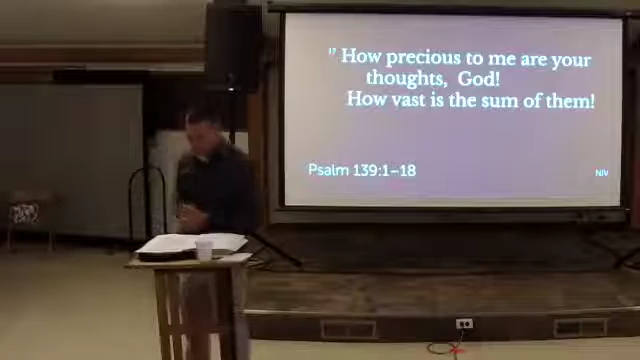 17 How precious to me are your
thoughts, God!
How vast is the sum of them!
Psalm 139:1–18
NIV